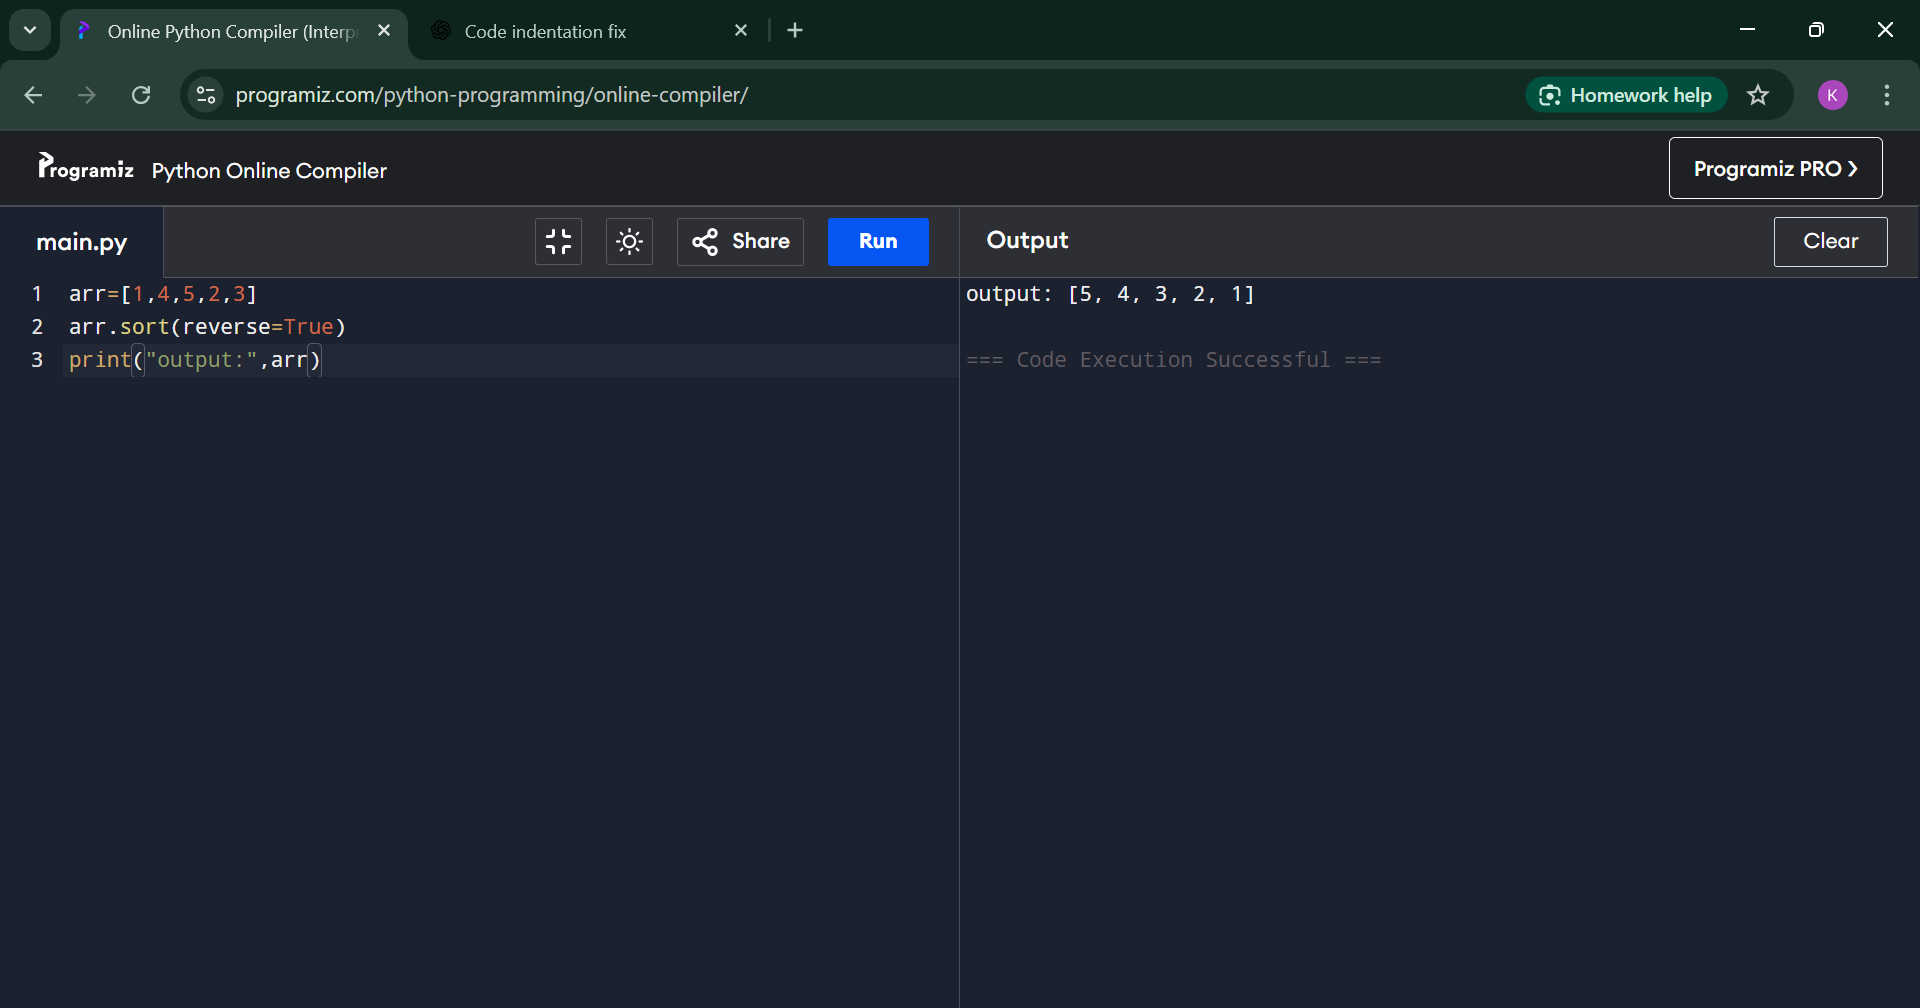 Online Python Compiler (Interp
Code indentation fix
programiz.com/python-programming/online-compiler/
Homework help
K
Programiz Python Online Compiler
Programiz PRO ❯
main.py
Share
Run
Output
Clear
1 arr=[1,4,5,2,3]
2 arr.sort(reverse=True)
3 print("output:",arr)
output: [5, 4, 3, 2, 1]
=== Code Execution Successful ===